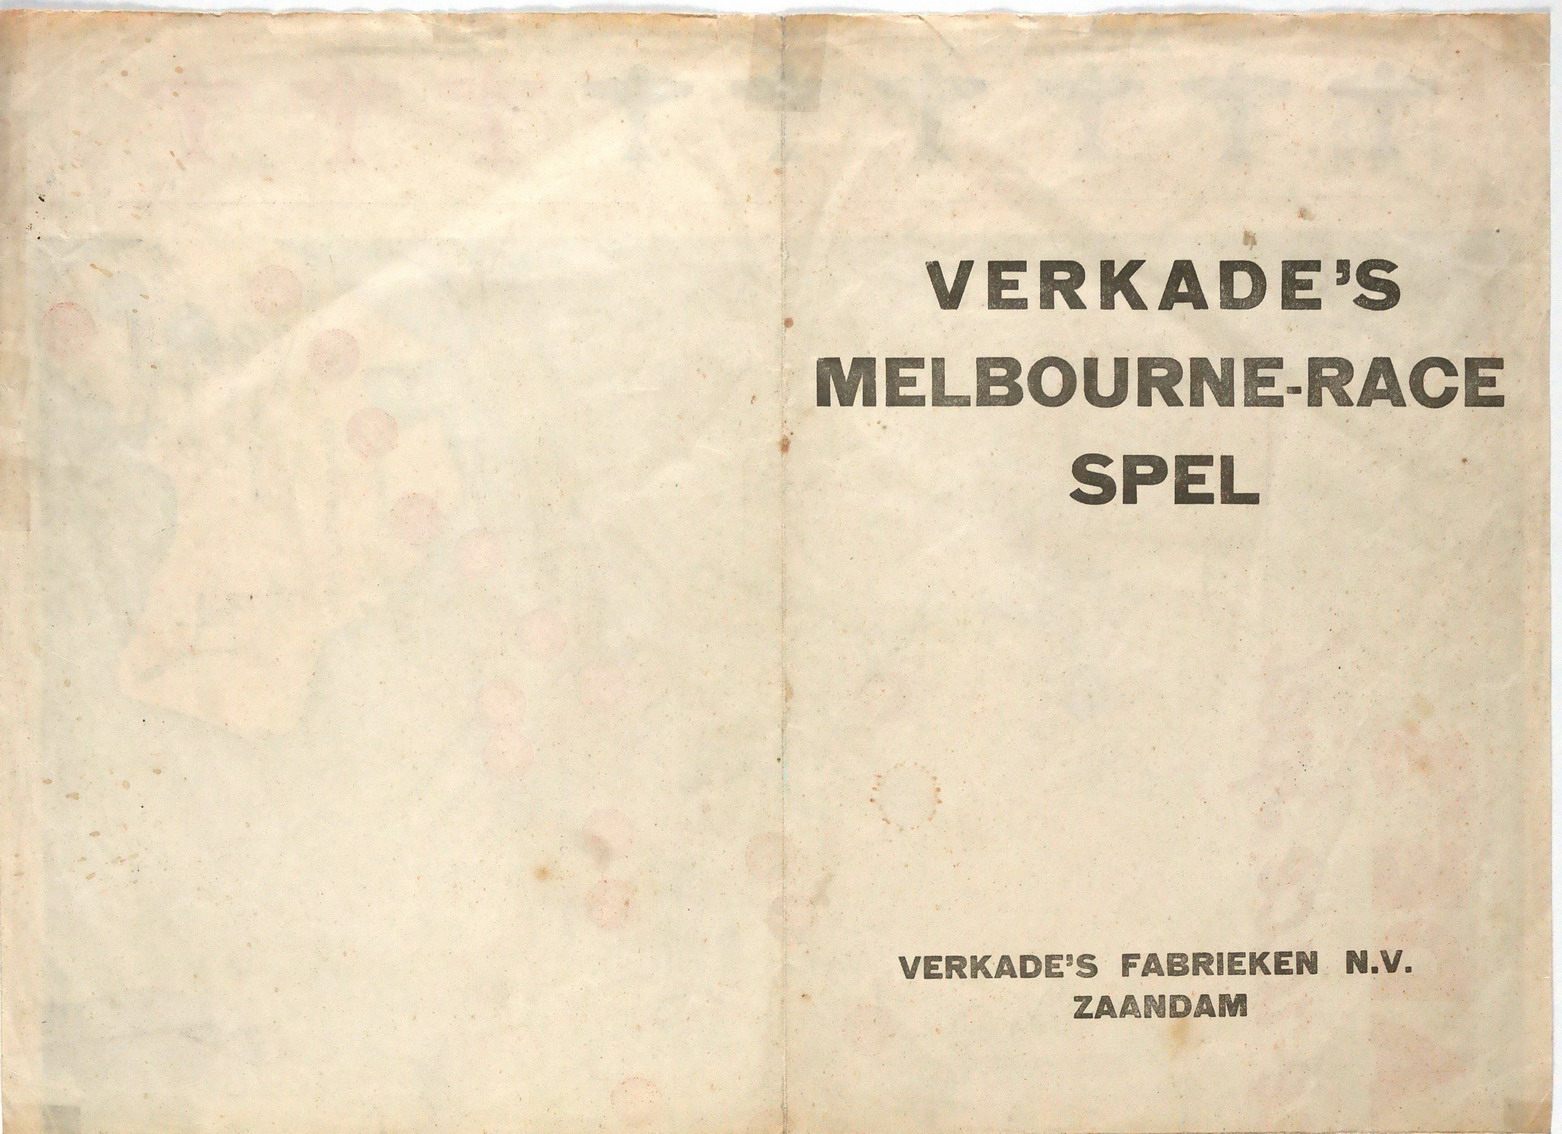 VERKADE'S
MELBOURNE-RACE
SPEL
VERKADE'S FABRIEKEN N.V.
ZAANDAM